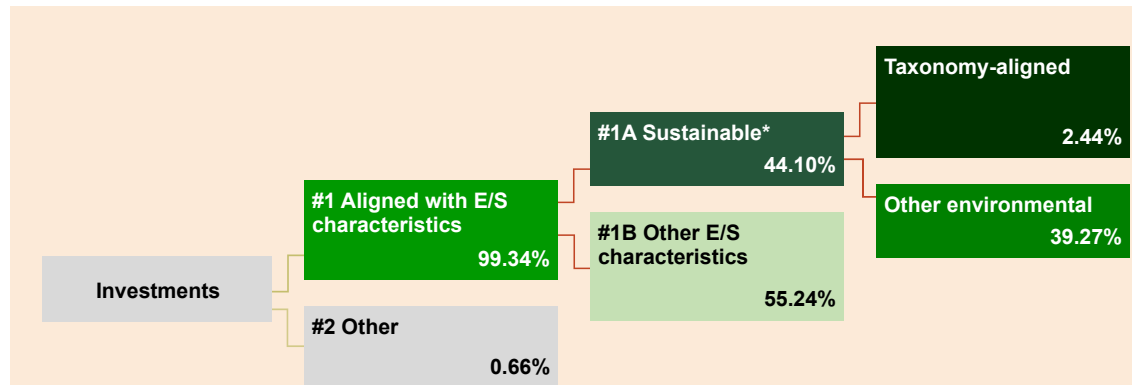 Investments
#1 Aligned with E/S
characteristics
99.34%
#2 Other
0.66%
#1A Sustainable*
44.10%
#1B Other E/S
characteristics
55.24%
Taxonomy-aligned
2.44%
Other environmental
39.27%